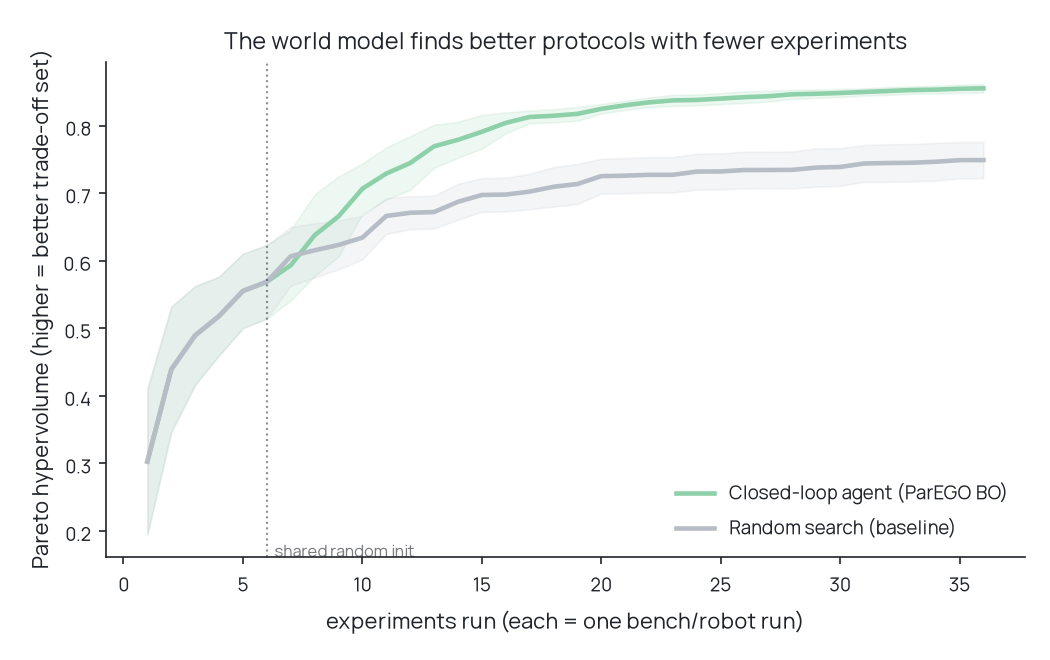 The world model finds better protocols with fewer experiments
Pareto hypervolume (higher = better trade-off set)
0.8
0.7
0.6
0.5
0.4
0.3
0.2
Closed-loop agent (ParEGO BO)
Random search (baseline)
shared random init
0 5 10 15 20 25 30 35
experiments run (each = one bench/robot run)